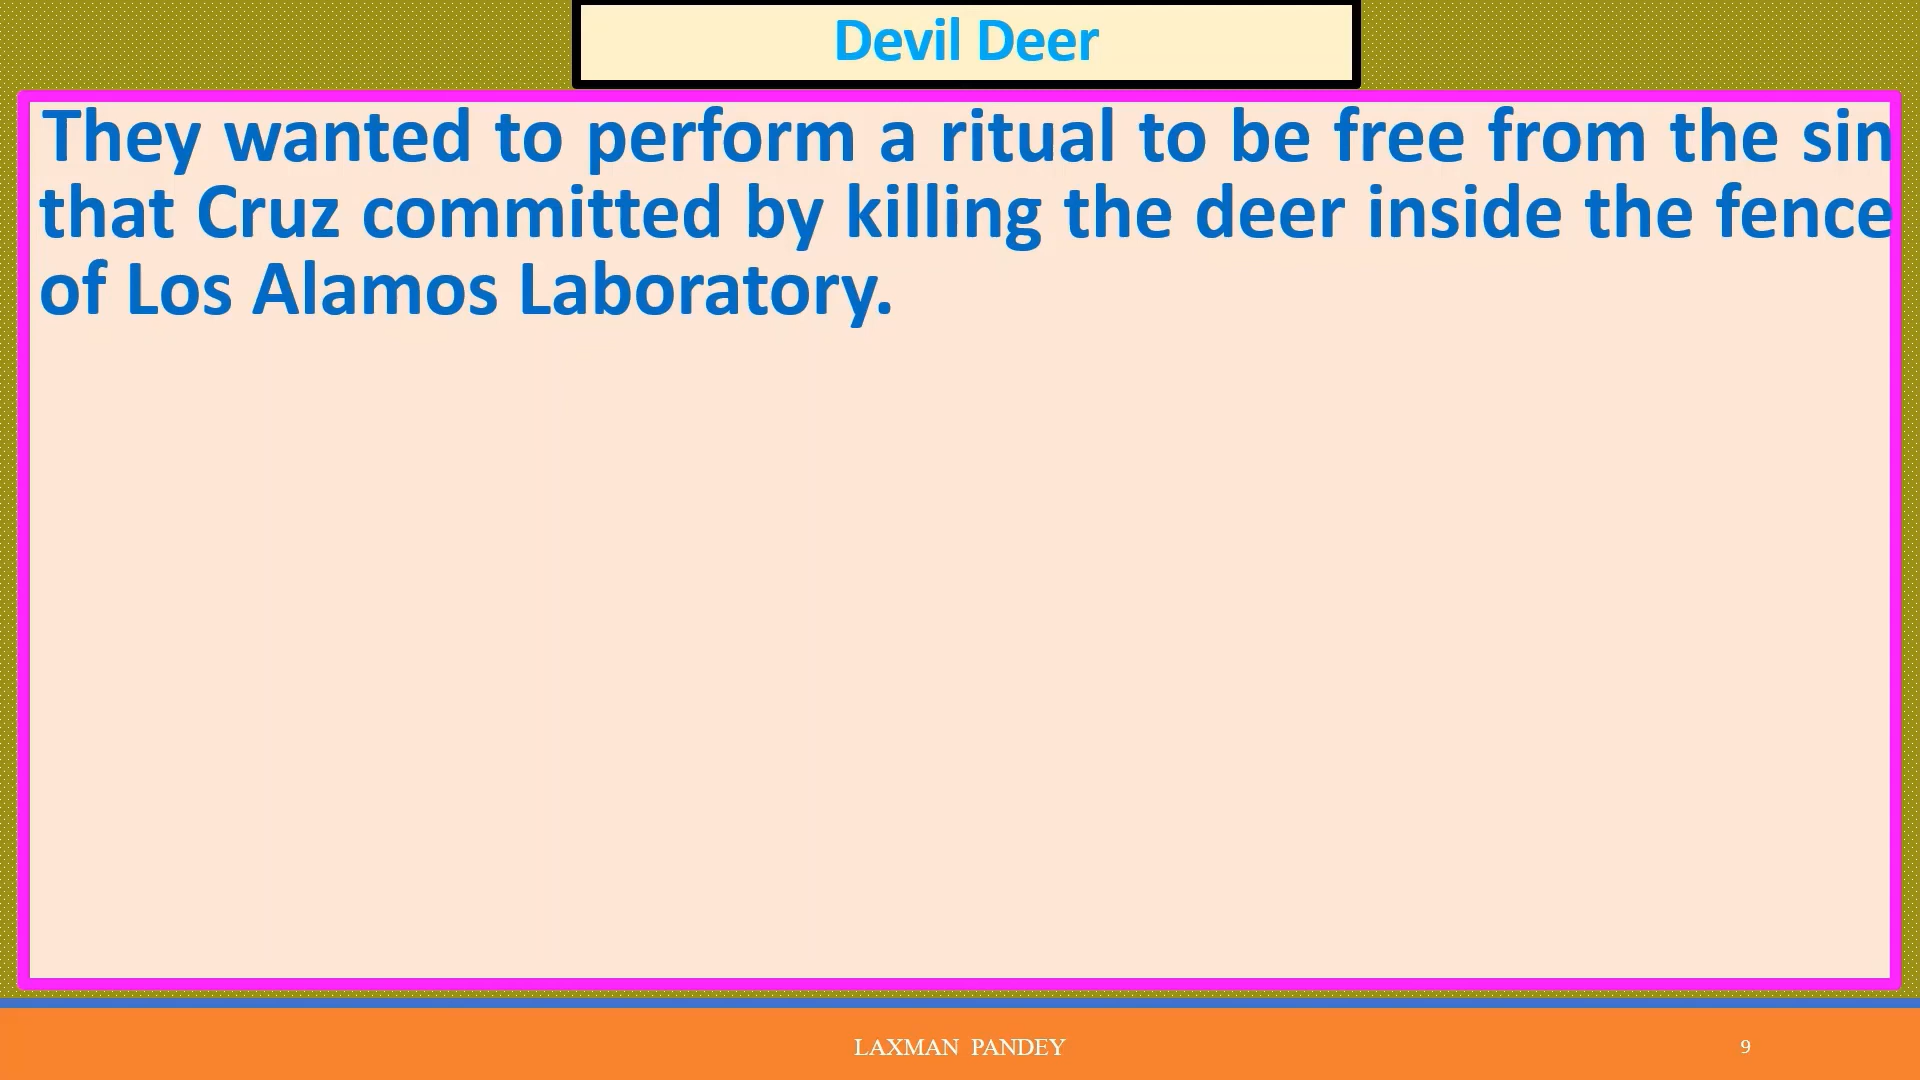 Devil Deer
They wanted to perform a ritual to be free from the sin
that Cruz committed by killing the deer inside the fence
of Los Alamos Laboratory.
LAXMAN PANDEY
9